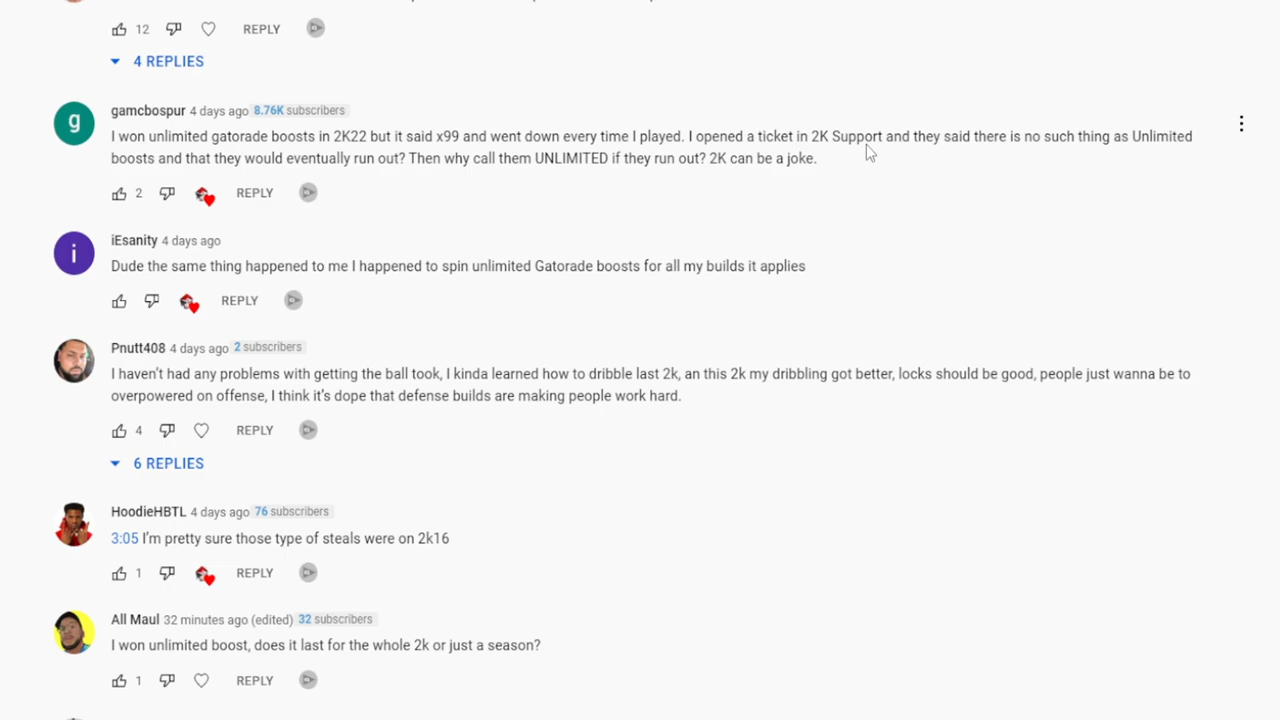 12 REPLY
4 REPLIES
g
gamcbospur 4 days ago 8.76K subscribers
I won unlimited gatorade boosts in 2K22 but it said x99 and went down every time I played. I opened a ticket in 2K Support and they said there is no such thing as Unlimited
boosts and that they would eventually run out? Then why call them UNLIMITED if they run out? 2K can be a joke.
2 REPLY
i
iEsanity 4 days ago
Dude the same thing happened to me I happened to spin unlimited Gatorade boosts for all my builds it applies
REPLY
Pnutt408 4 days ago 2 subscribers
I haven't had any problems with getting the ball took, I kinda learned how to dribble last 2k, an this 2k my dribbling got better, locks should be good, people just wanna be to
overpowered on offense, I think it's dope that defense builds are making people work hard.
4 REPLY
6 REPLIES
HoodieHBTL 4 days ago 76 subscribers
3:05 I'm pretty sure those type of steals were on 2k16
1 REPLY
All Maul 32 minutes ago (edited) 32 subscribers
I won unlimited boost, does it last for the whole 2k or just a season?
1 REPLY